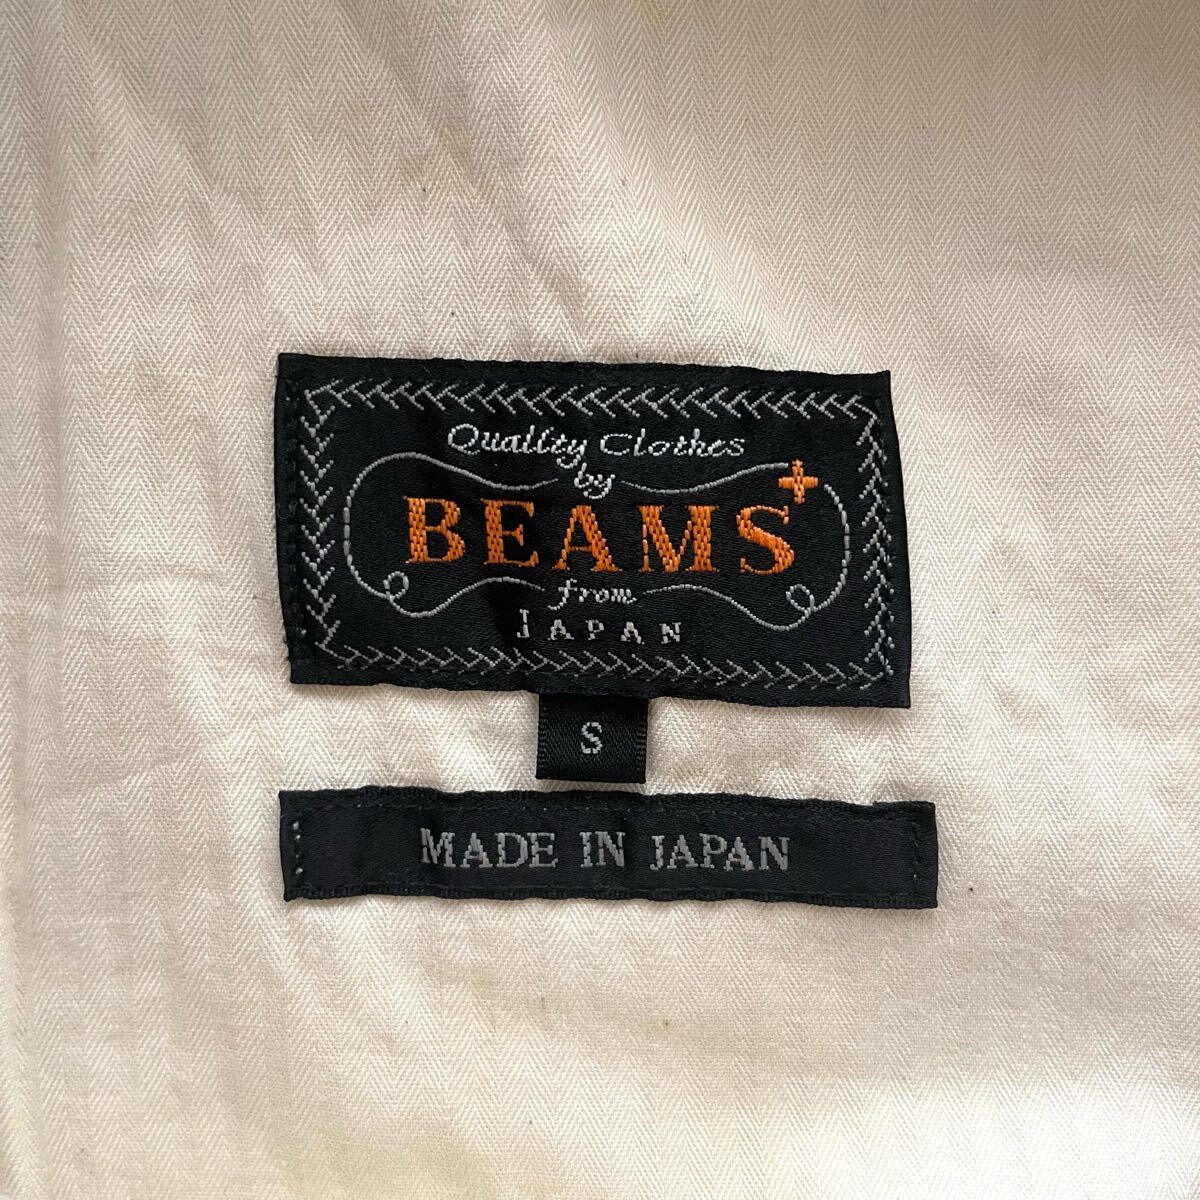 Quality Clothes
by
BEAMS+
from
JAPAN
S
MADE IN JAPAN